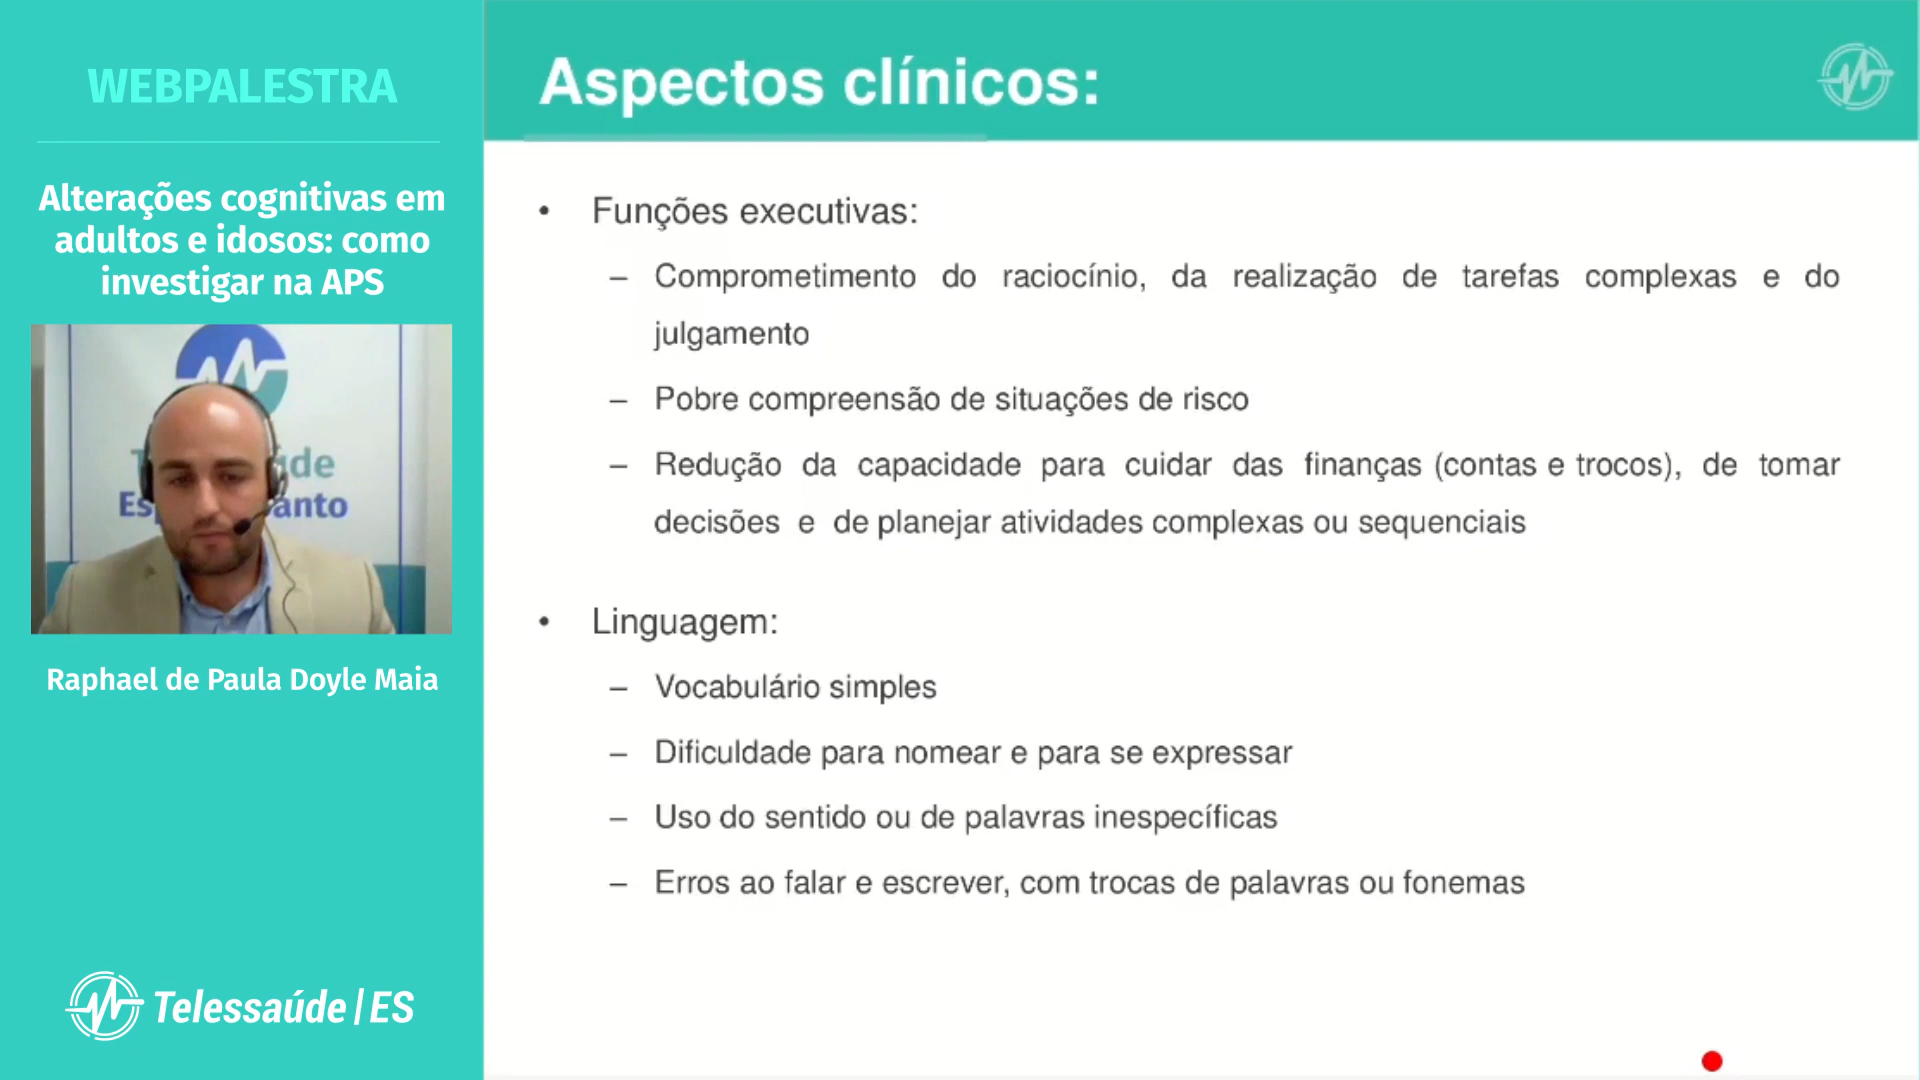 WEBPALESTRA
Alterações cognitivas em
adultos e idosos: como
investigar na APS
Raphael de Paula Doyle Maia
Telessaúde|ES
Aspectos clínicos:
• Funções executivas:
– Comprometimento do raciocínio, da realização de tarefas complexas e do
julgamento
– Pobre compreensão de situações de risco
– Redução da capacidade para cuidar das finanças (contas e trocos), de tomar
decisões e de planejar atividades complexas ou sequenciais
• Linguagem:
– Vocabulário simples
– Dificuldade para nomear e para se expressar
– Uso do sentido ou de palavras inespecíficas
– Erros ao falar e escrever, com trocas de palavras ou fonemas